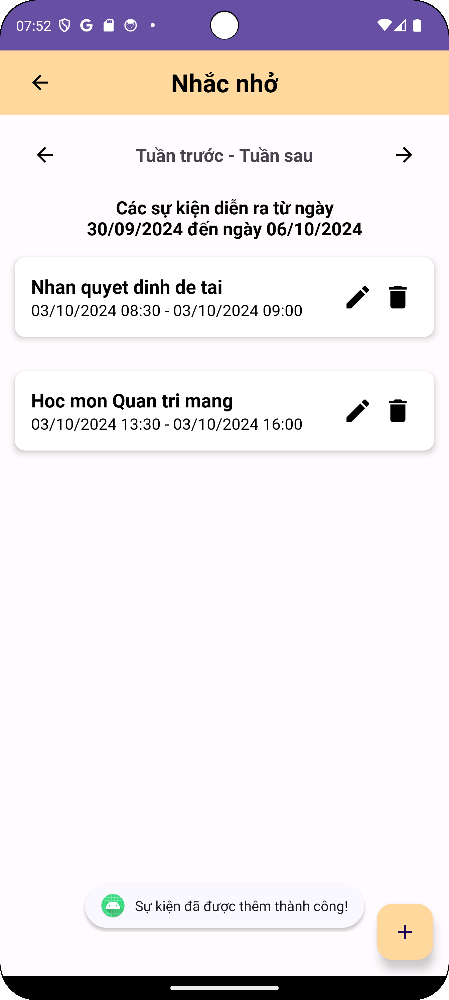 07:52
Nhắc nhở
Tuần trước - Tuần sau
Các sự kiện diễn ra từ ngày
30/09/2024 đến ngày 06/10/2024
Nhan quyet dinh de tai
03/10/2024 08:30 - 03/10/2024 09:00
Hoc mon Quan tri mang
03/10/2024 13:30 - 03/10/2024 16:00
Sự kiện đã được thêm thành công!